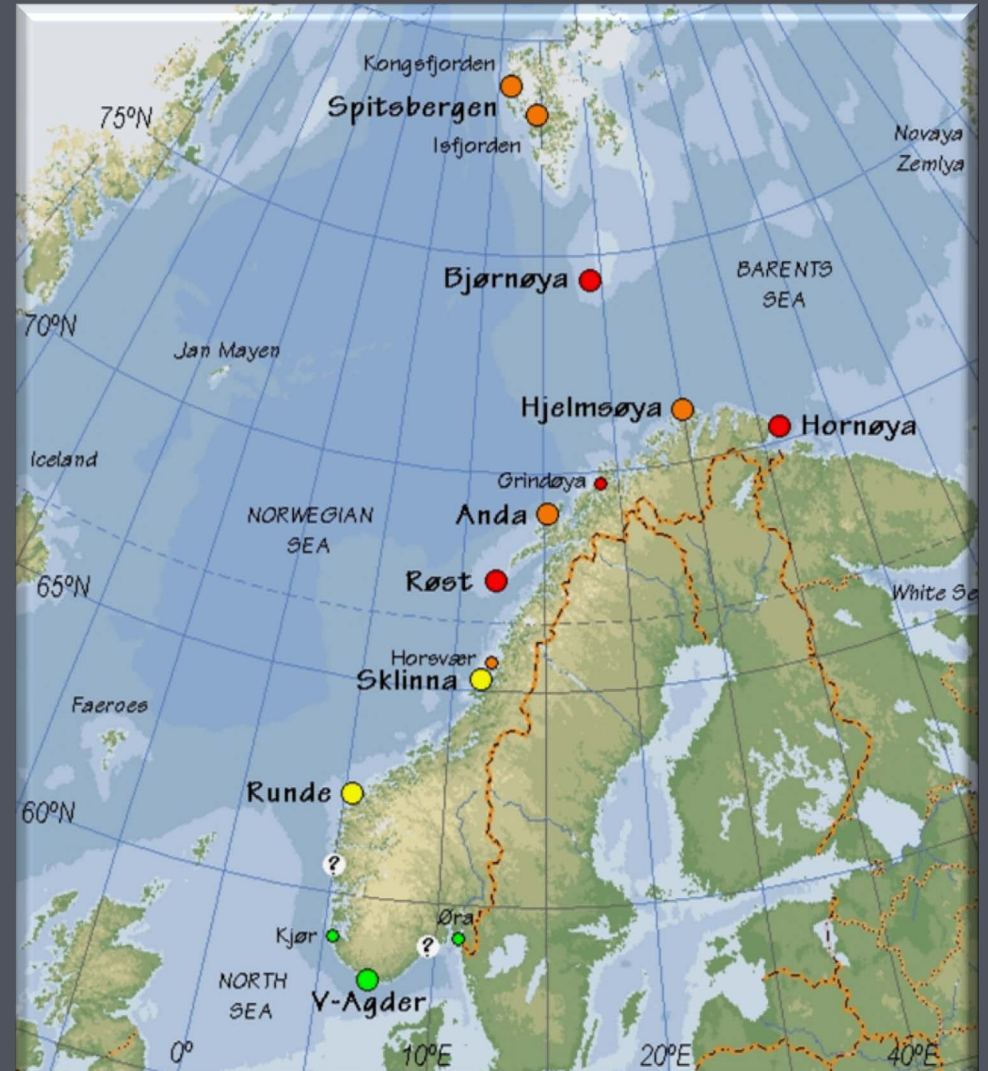 Kongsfjorden
Spitsbergen
75ºN
Isfjorden
Novaya
Zemlya
Bjørnøya
BARENTS
SEA
70ºN
Jan Mayen
Hjelmsøya
Hornøya
Iceland
Grindøya
NORWEGIAN
SEA
Anda
Røst
65ºN
White Se
Horsvær
Sklinna
Faeroes
Runde
60ºN
?
Øra
Kjør
?
NORTH
SEA
V-Agder
0º
10ºE
20ºE
40ºE